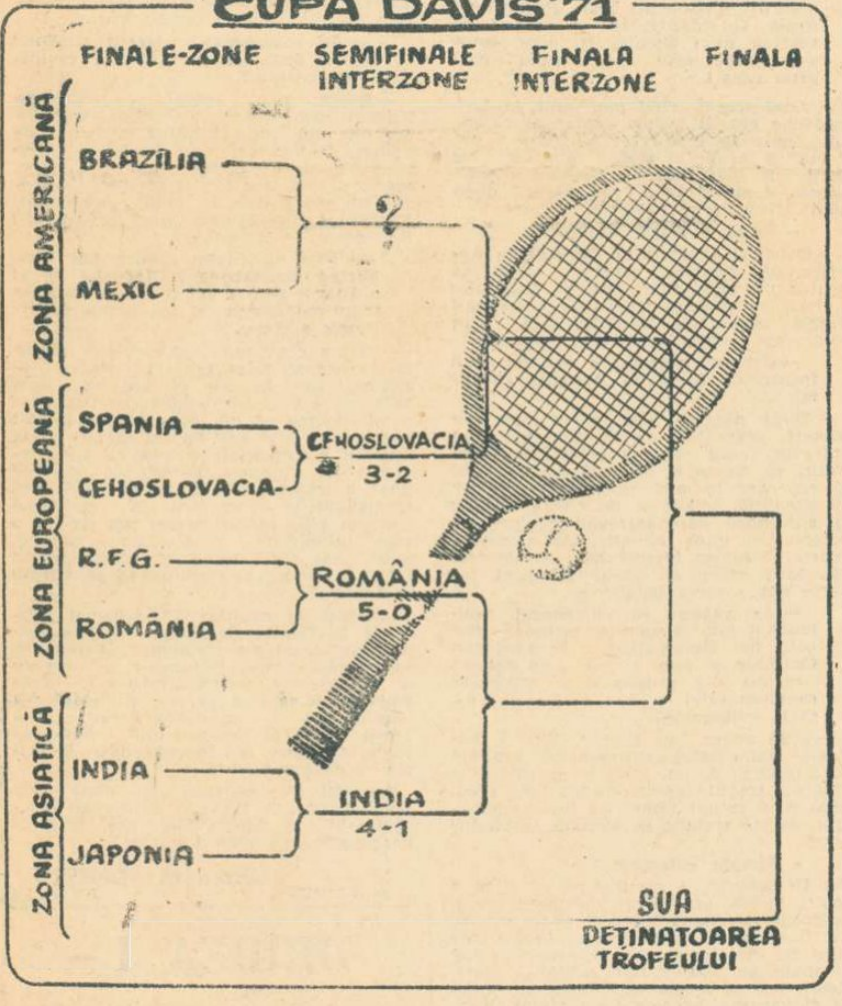 CUPA DAVIS '71
FINALE-ZONE
SEMIFINALE
INTERZONE
FINALA
INTERZONE
FINALA
ZONA AMERICANĂ
BRAZILIA
?
MEXIC
ZONA EUROPEANĂ
SPANIA
CEHOSLOVACIA
CEHOSLOVACIA
3-2
R.F.G.
ROMÂNIA
ROMÂNIA
5-0
ZONA ASIATICĂ
INDIA
JAPONIA
INDIA
4-1
SUA
DEȚINATOAREA
TROFEULUI